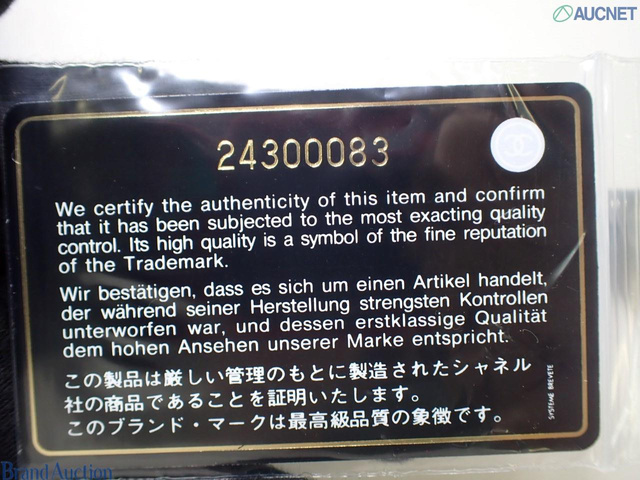 AUCNET
24300083
We certify the authenticity of this item and confirm
that it has been subjected to the most exacting quality
control. Its high quality is a symbol of the fine reputation
of the Trademark.
Wir bestätigen, dass es sich um einen Artikel handelt,
der während seiner Herstellung strengsten Kontrollen
unterworfen war, und dessen erstklassige Qualität
dem hohen Ansehen unserer Marke entspricht.
この製品は厳しい管理のもとに製造されたシャネル
社の商品であることを証明いたします。
このブランド・マークは最高級品質の象徴です。
SYSTEME BREVETE
Brand Auction